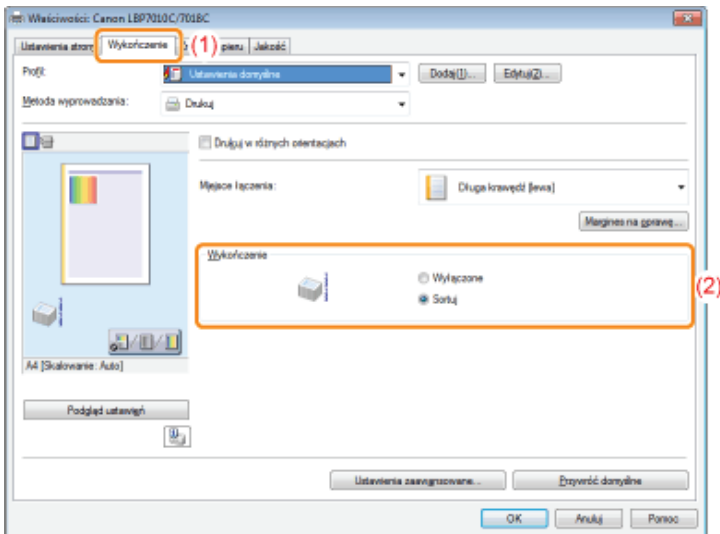 Właściwości: Canon LBP7010C/7018C
Ustawienia strony Wykończenie (1) pieru Jakość
Profil: Ustawienia domyślne Dodaj(1)... Edytuj(2)...
Metoda wyprowadzania: Drukuj
Drukuj w różnych orientacjach
Miejsce łączenia: Długa krawędź [lewa]
Margines na oprawę...
Wykończenie
Wyłączone
Sortuj
(2)
A4 [Skalowanie: Auto]
Podgląd ustawień
Ustawienia zaawansowane... Przywróć domyślne
OK Anuluj Pomoc